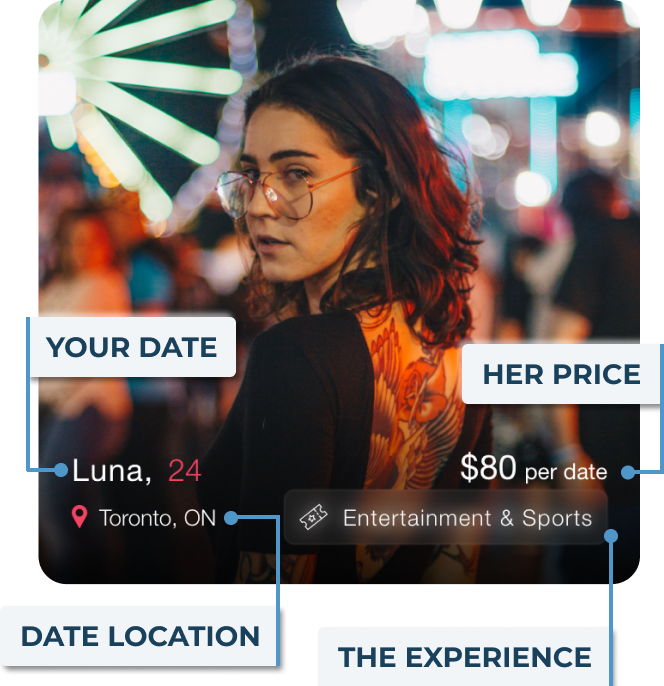 YOUR DATE
HER PRICE
Luna, 24
$80 per date
Toronto, ON
Entertainment & Sports
DATE LOCATION
THE EXPERIENCE